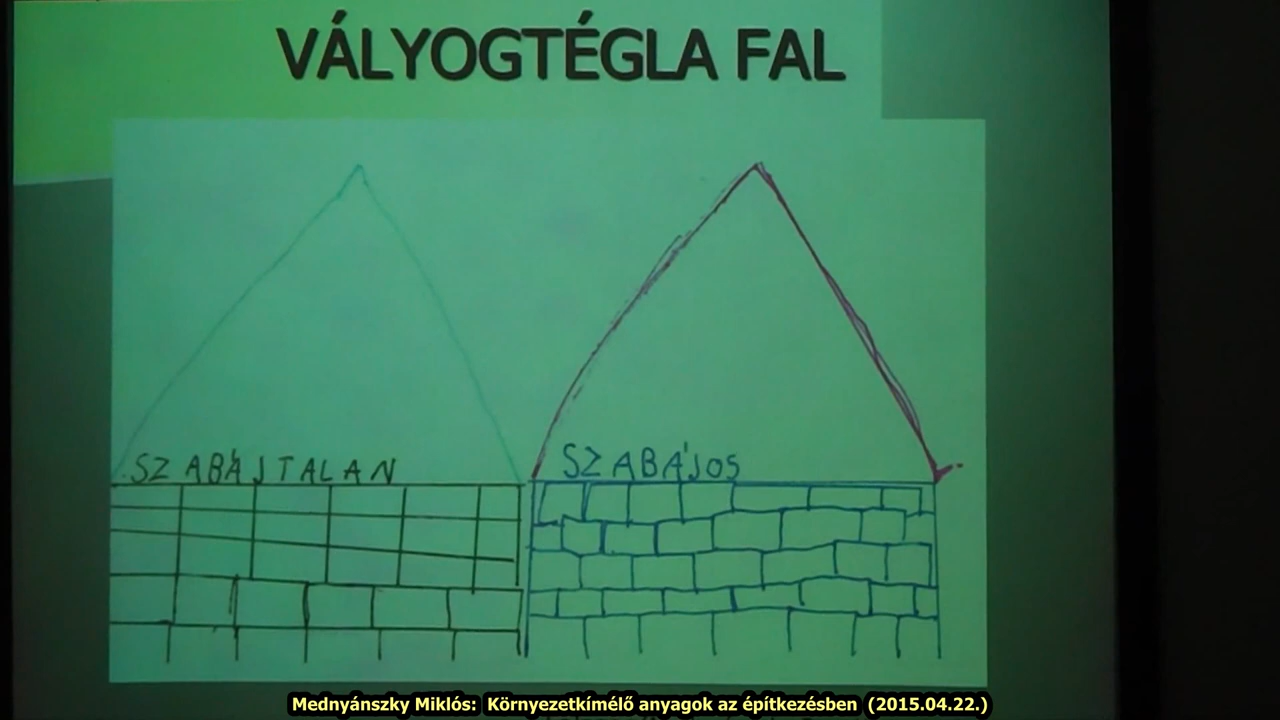 VÁLYOGTÉGLA FAL
SZABÁJTALAN
SZABÁJOS
Mednyánszky Miklós: Környezetkímélő anyagok az építkezésben (2015.04.22.)